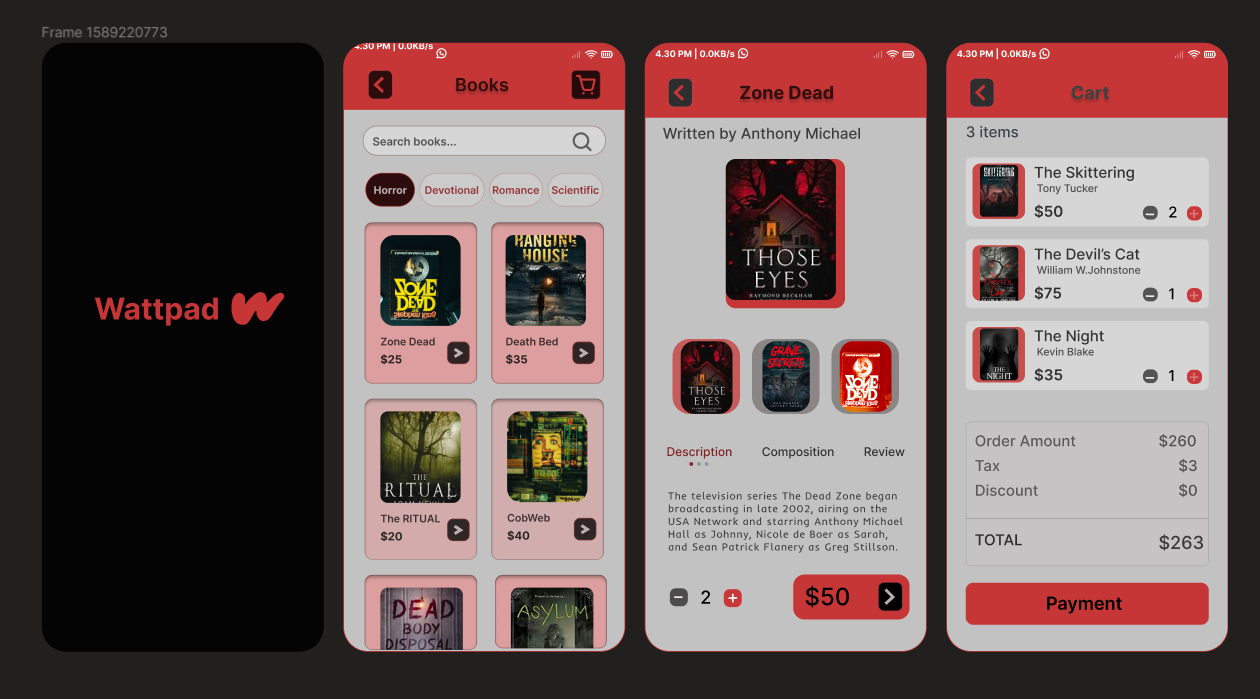 Frame 1589220773
Wattpad
4.30 PM | 0.0KB/s
Books
Search books...
Horror
Devotional
Romance
Scientific
ZONE
DEAD
Stephen King
Zone Dead
$25
HANGING
HOUSE
Death Bed
$35
THE
RITUAL
ADAM NEVILL
The RITUAL
$20
CobWeb
$40
DEAD
BODY
DISPOSAL
ASYLUM
4.30 PM | 0.0KB/s
Zone Dead
Written by Anthony Michael
THOSE
EYES
RAYMOND BECKHAM
THOSE
EYES
GRAVE
SECRETS
ZONE
DEAD
Stephen King
Description
Composition
Review
The television series The Dead Zone began
broadcasting in late 2002, airing on the
USA Network and starring Anthony Michael
Hall as Johnny, Nicole de Boer as Sarah,
and Sean Patrick Flanery as Greg Stillson.
2
$50
4.30 PM | 0.0KB/s
Cart
3 items
SKITTERING
The Skittering
Tony Tucker
$50
2
The Devil's Cat
William W.Johnstone
$75
1
THE
NIGHT
The Night
Kevin Blake
$35
1
Order Amount
$260
Tax
$3
Discount
$0
TOTAL
$263
Payment